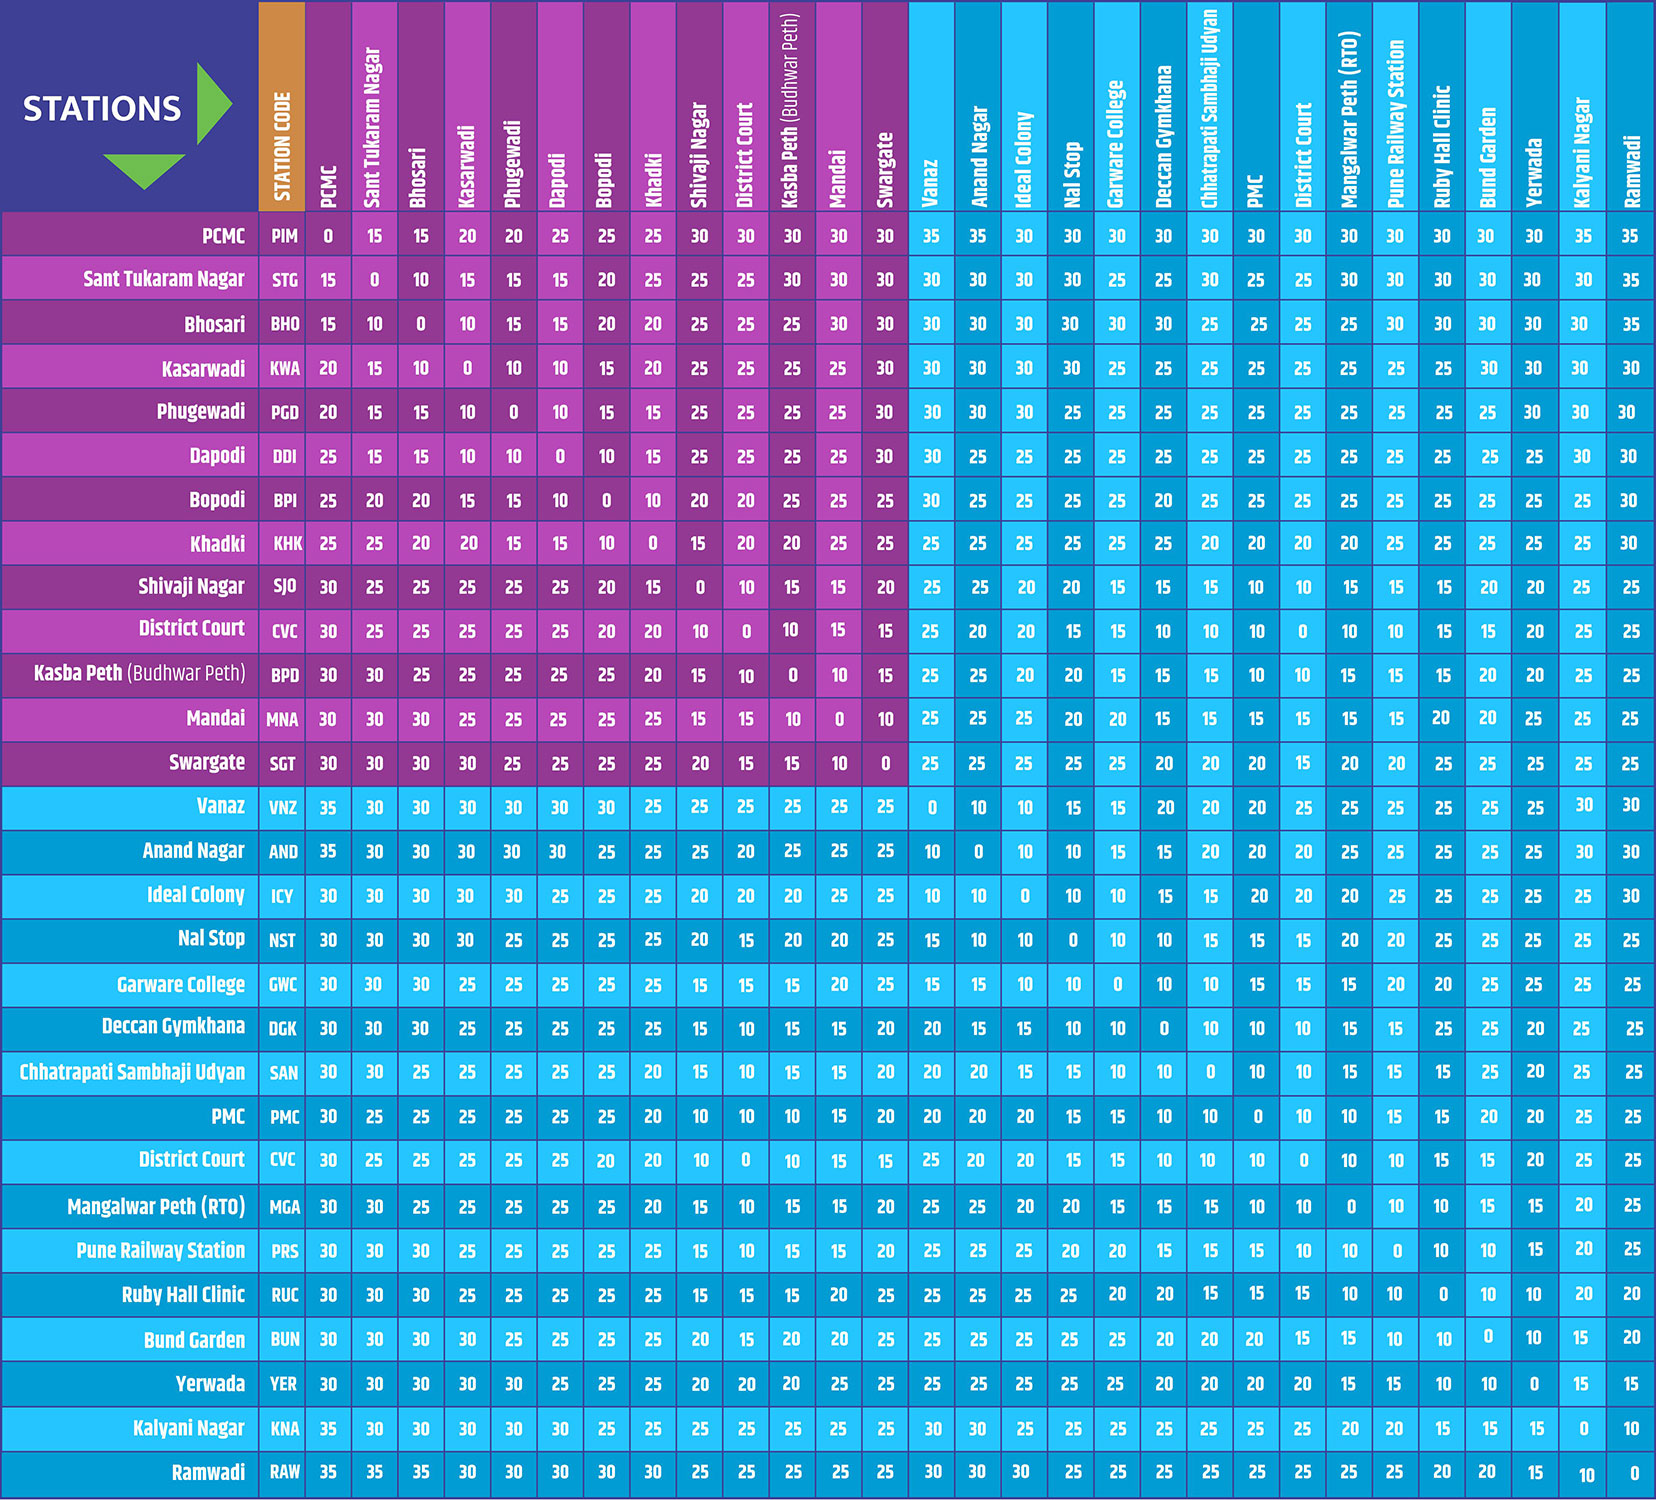 STATIONS STATION CODE PCMC Sant Tukaram Nagar Bhosari Kasarwadi Phugewadi Dapodi Bopodi Khadki Shivaji Nagar District Court Kasba Peth (Budhwar Peth) Mandai Swargate Vanaz Anand Nagar Ideal Colony Nal Stop Garware College Deccan Gymkhana Chhatrapati Sambhaji Udyan PMC District Court Mangalwar Peth (RTO) Pune Railway Station Ruby Hall Clinic Bund Garden Yerwada Kalyani Nagar Ramwadi
PCMC PIM 0 15 15 20 20 25 25 25 30 30 30 30 30 35 35 30 30 30 30 30 30 30 30 30 30 30 30 35 35
Sant Tukaram Nagar STG 15 0 10 15 15 15 20 25 25 25 30 30 30 30 30 30 30 25 25 30 25 25 30 30 30 30 30 30 35
Bhosari BHO 15 10 0 10 15 15 20 20 25 25 25 30 30 30 30 30 30 30 30 25 25 25 25 30 30 30 30 30 35
Kasarwadi KWA 20 15 10 0 10 10 15 20 25 25 25 25 30 30 30 30 30 25 25 25 25 25 25 25 25 30 30 30 30
Phugewadi PGD 20 15 15 10 0 10 15 15 25 25 25 25 30 30 30 30 25 25 25 25 25 25 25 25 25 25 30 30 30
Dapodi DDI 25 15 15 10 10 0 10 15 25 25 25 25 30 30 25 25 25 25 25 25 25 25 25 25 25 25 25 30 30
Bopodi BPI 25 20 20 15 15 10 0 10 20 20 25 25 25 30 25 25 25 25 20 25 25 25 25 25 25 25 25 25 30
Khadki KHK 25 25 20 20 15 15 10 0 15 20 20 25 25 25 25 25 25 25 25 20 20 20 20 25 25 25 25 25 30
Shivaji Nagar SJO 30 25 25 25 25 25 20 15 0 10 15 15 20 25 25 20 20 15 15 15 10 10 15 15 15 20 20 25 25
District Court CVC 30 25 25 25 25 25 20 20 10 0 10 15 15 25 20 20 15 15 10 10 10 0 10 10 15 15 20 25 25
Kasba Peth (Budhwar Peth) BPD 30 30 25 25 25 25 25 20 15 10 0 10 15 25 25 20 20 15 15 15 10 10 15 15 15 20 20 25 25
Mandai MNA 30 30 30 25 25 25 25 25 15 15 10 0 10 25 25 25 20 20 15 15 15 15 15 15 20 20 25 25 25
Swargate SGT 30 30 30 30 25 25 25 25 20 15 15 10 0 25 25 25 25 25 20 20 20 15 20 20 25 25 25 25 25
Vanaz VNZ 35 30 30 30 30 30 30 25 25 25 25 25 25 0 10 10 15 15 20 20 20 25 25 25 25 25 25 30 30
Anand Nagar AND 35 30 30 30 30 30 25 25 25 20 25 25 25 10 0 10 10 15 15 20 20 20 25 25 25 25 25 30 30
Ideal Colony ICY 30 30 30 30 30 25 25 25 20 20 20 25 25 10 10 0 10 10 15 15 20 20 20 25 25 25 25 25 30
Nal Stop NST 30 30 30 30 25 25 25 25 20 15 20 20 25 15 10 10 0 10 10 15 15 15 20 20 25 25 25 25 25
Garware College GWC 30 30 30 25 25 25 25 25 15 15 15 20 25 15 15 10 10 0 10 10 15 15 15 20 20 25 25 25 25
Deccan Gymkhana DGK 30 30 30 25 25 25 25 25 15 10 15 15 20 20 15 15 10 10 0 10 10 10 15 15 25 25 20 25 25
Chhatrapati Sambhaji Udyan SAN 30 30 25 25 25 25 25 20 15 10 15 15 20 20 20 15 15 10 10 0 10 10 15 15 15 25 20 25 25
PMC PMC 30 25 25 25 25 25 25 20 10 10 10 15 20 20 20 20 15 15 10 10 0 10 10 15 15 20 20 25 25
District Court CVC 30 25 25 25 25 25 20 20 10 0 10 15 15 25 20 20 15 15 10 10 10 0 10 10 15 15 20 25 25
Mangalwar Peth (RTO) MGA 30 30 25 25 25 25 25 20 15 10 15 15 20 25 25 20 20 15 15 15 10 10 0 10 10 15 15 20 25
Pune Railway Station PRS 30 30 30 25 25 25 25 25 15 10 15 15 20 25 25 25 20 20 15 15 15 10 10 0 10 10 15 20 25
Ruby Hall Clinic RUC 30 30 30 25 25 25 25 25 15 15 15 20 25 25 25 25 25 20 20 15 15 15 10 10 0 10 10 20 20
Bund Garden BUN 30 30 30 30 25 25 25 25 20 15 20 20 25 25 25 25 25 25 20 20 20 15 15 10 10 0 10 15 20
Yerwada YER 30 30 30 30 30 25 25 25 20 20 20 25 25 25 25 25 25 25 20 20 20 20 15 15 10 10 0 15 15
Kalyani Nagar KNA 35 30 30 30 30 30 25 25 25 25 25 25 25 30 30 25 25 25 25 25 25 25 20 20 15 15 15 0 10
Ramwadi RAW 35 35 35 30 30 30 30 30 25 25 25 25 25 30 30 30 25 25 25 25 25 25 25 25 20 20 15 10 0